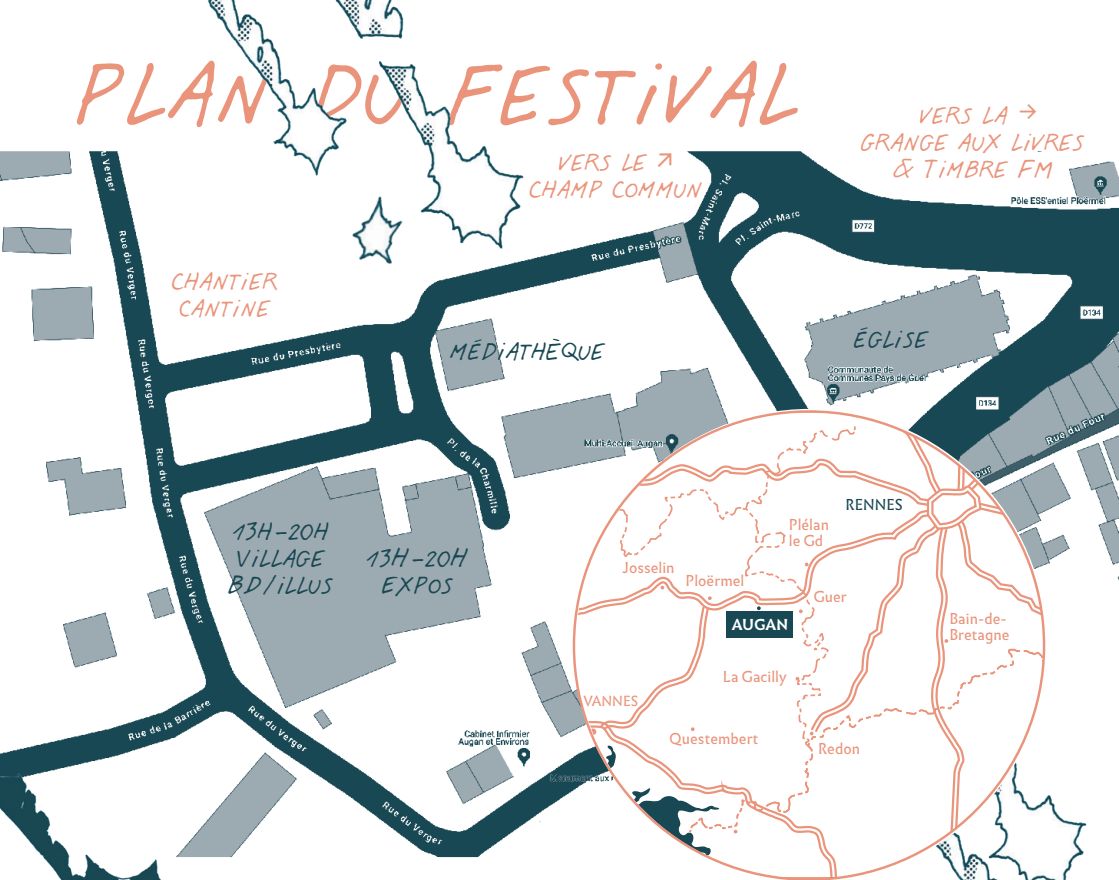 PLAN DU FESTiVAL
VERS LA →
GRANGE AUX LiVRES
& TiMBRE FM
VERS LE ↗
CHAMP COMMUN
Pôle ESS'entiel Ploërmel
Rue du Verger
Pl. Saint-Marc
Pl. Saint-Marc
D772
Rue du Presbytère
Rue du Verger
CHANTiER
CANTiNE
D134
ÉGLiSE
MÉDiATHÈQUE
Rue du Presbytère
Communauté de
Communes Pays de Guer
Rue du Verger
D134
Rue du Four
Multi-Accueil Augan
Pl. de la Charmille
Rue du Verger
13H-20H
ViLLAGE
BD/iLLUS
13H-20H
EXPOS
Rue du Verger
RENNES
Plélan
le Gd
Josselin
Ploërmel
Guer
AUGAN
Bain-de-
Bretagne
La Gacilly
VANNES
Questembert
Redon
Rue de la Barrière
Rue du Verger
Cabinet Infirmier
Augan et Environs
Monument aux
Rue du Verger